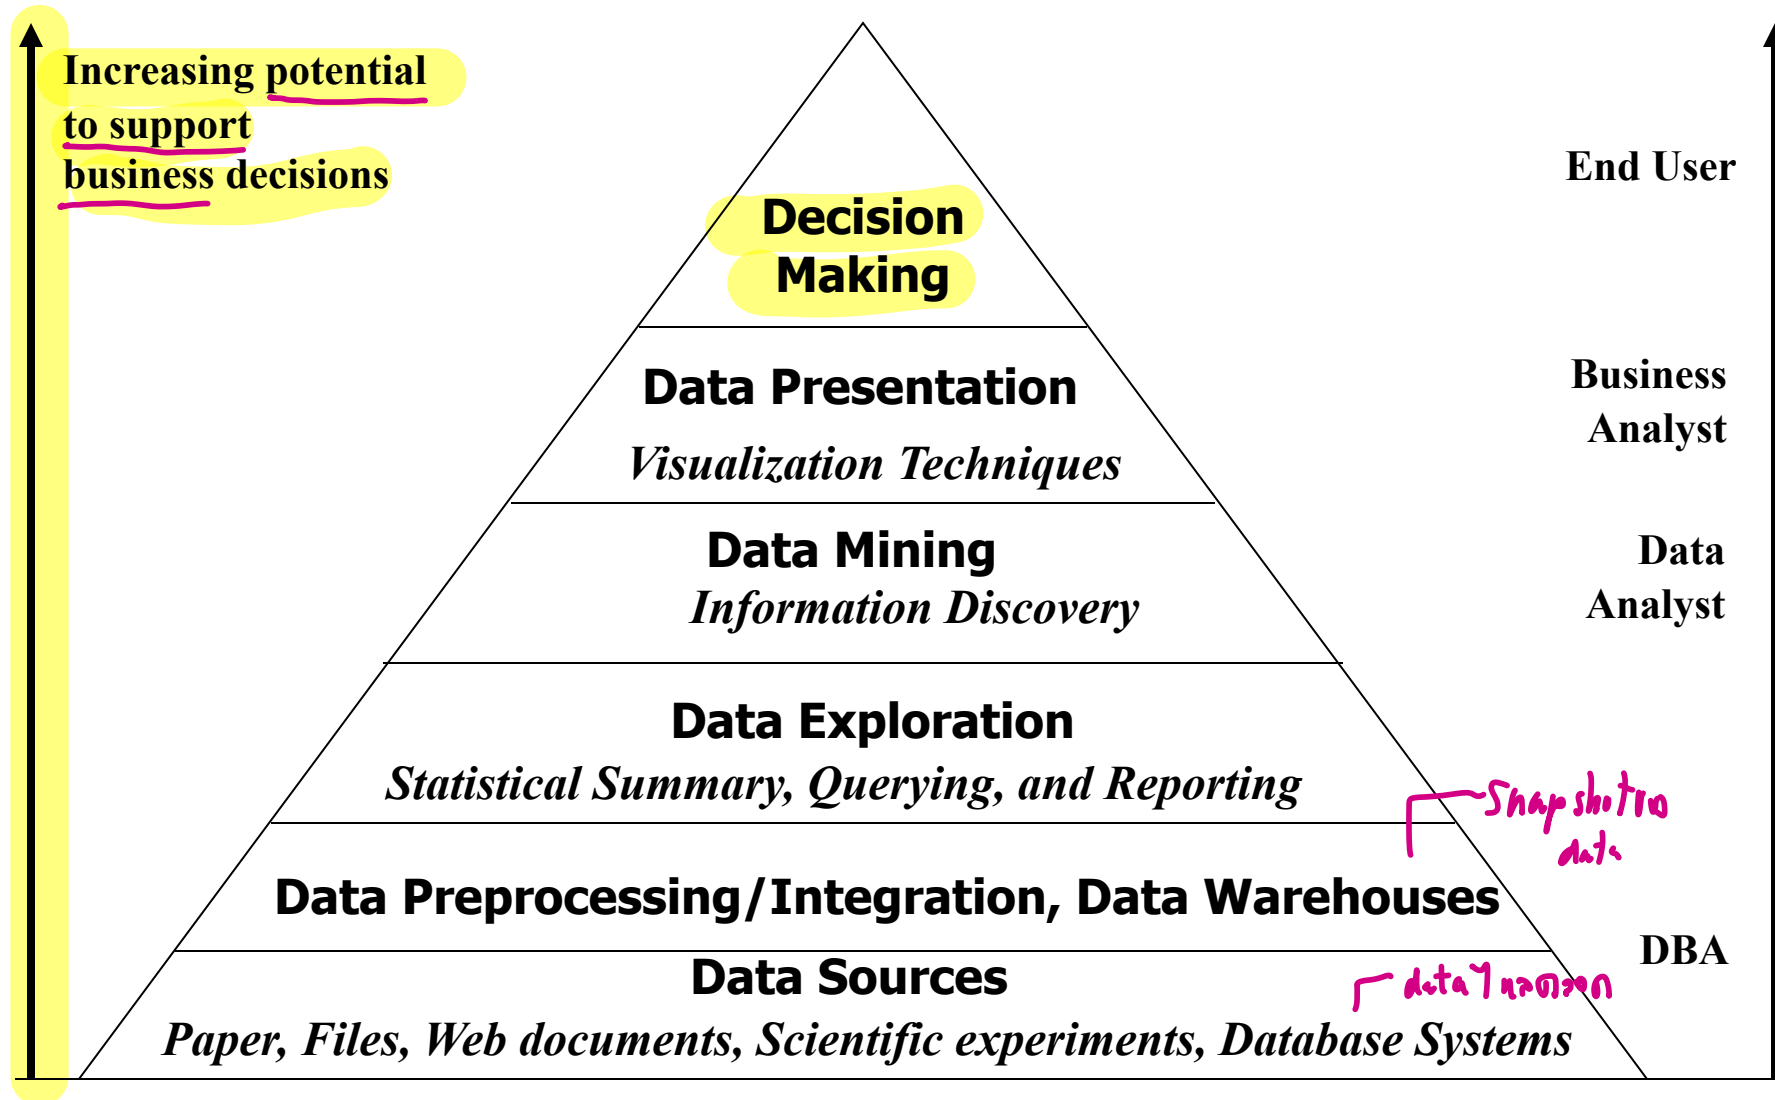 Increasing potential
to support
business decisions
End User
Decision
Making
Data Presentation
Visualization Techniques
Business
Analyst
Data Mining
Information Discovery
Data
Analyst
Data Exploration
Statistical Summary, Querying, and Reporting
Snapshot
data
Data Preprocessing/Integration, Data Warehouses
DBA
Data Sources
data
Paper, Files, Web documents, Scientific experiments, Database Systems